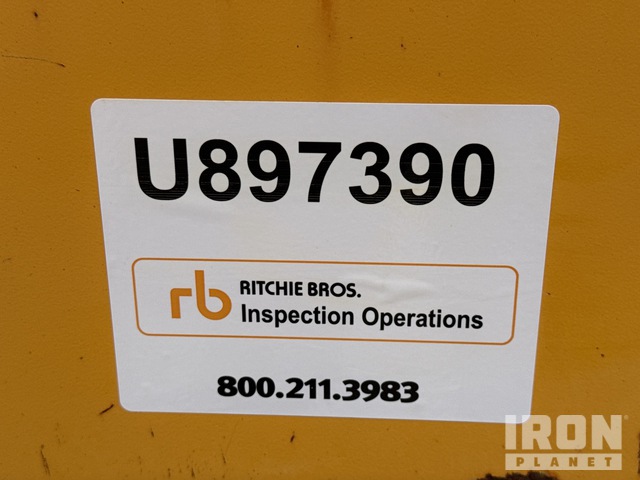 U897390
rb RITCHIE BROS.
Inspection Operations
800.211.3983
IRON
PLANET